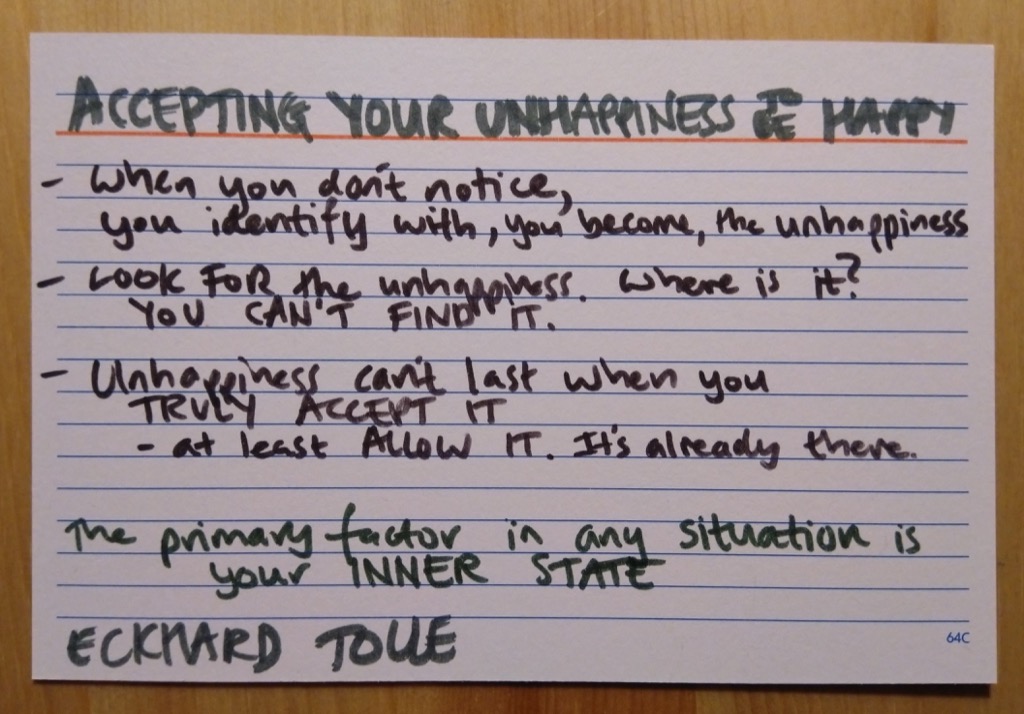 ACCEPTING YOUR UNHAPPINESS TO BE HAPPY
- When you don't notice,
you identify with, you become, the unhappiness
- LOOK FOR the unhappiness. Where is it?
YOU CAN'T FIND IT.
- Unhappiness can't last when you
TRULY ACCEPT IT
- at least ALLOW IT. It's already there.
The primary factor in any situation is
your INNER STATE
ECKHARD TOLLE
64C